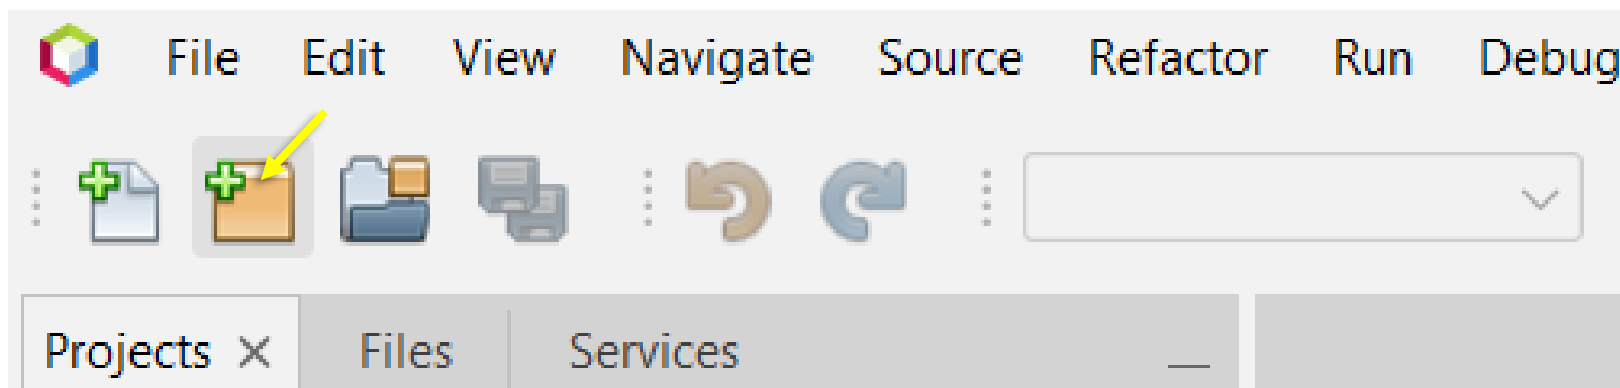 File Edit View Navigate Source Refactor Run Debug
Projects Files Services